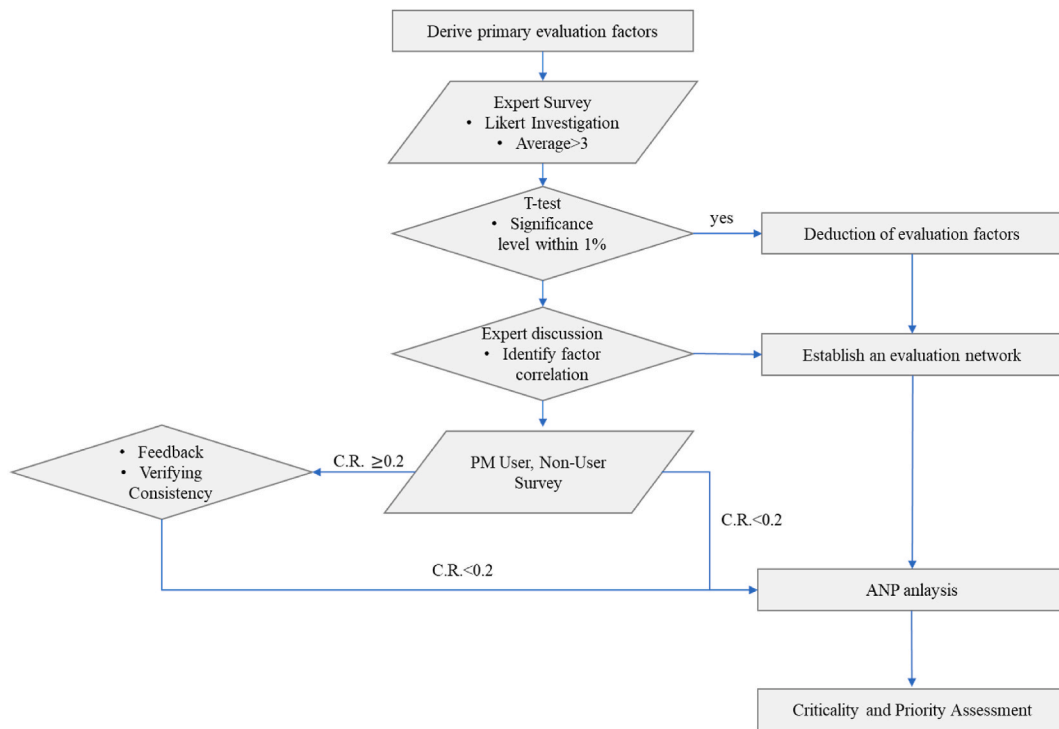 Derive primary evaluation factors
Expert Survey
• Likert Investigation
• Average>3
T-test
• Significance
level within 1%
yes
Deduction of evaluation factors
Expert discussion
• Identify factor
correlation
Establish an evaluation network
• Feedback
• Verifying
Consistency
C.R. ≥0.2
PM User, Non-User
Survey
C.R.<0.2
C.R.<0.2
ANP anlaysis
Criticality and Priority Assessment